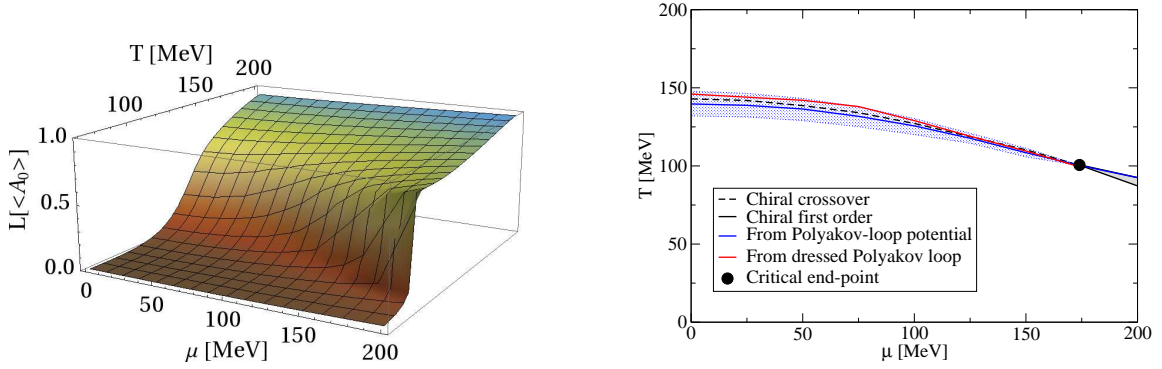 T [MeV]
200
150
100
1.0
0.5
0.0
L[<A₀>]
0
50
100
150
200
μ [MeV]
200
150
100
50
0
T [MeV]
Chiral crossover
Chiral first order
From Polyakov-loop potential
From dressed Polyakov loop
Critical end-point
0
50
100
150
200
μ [MeV]